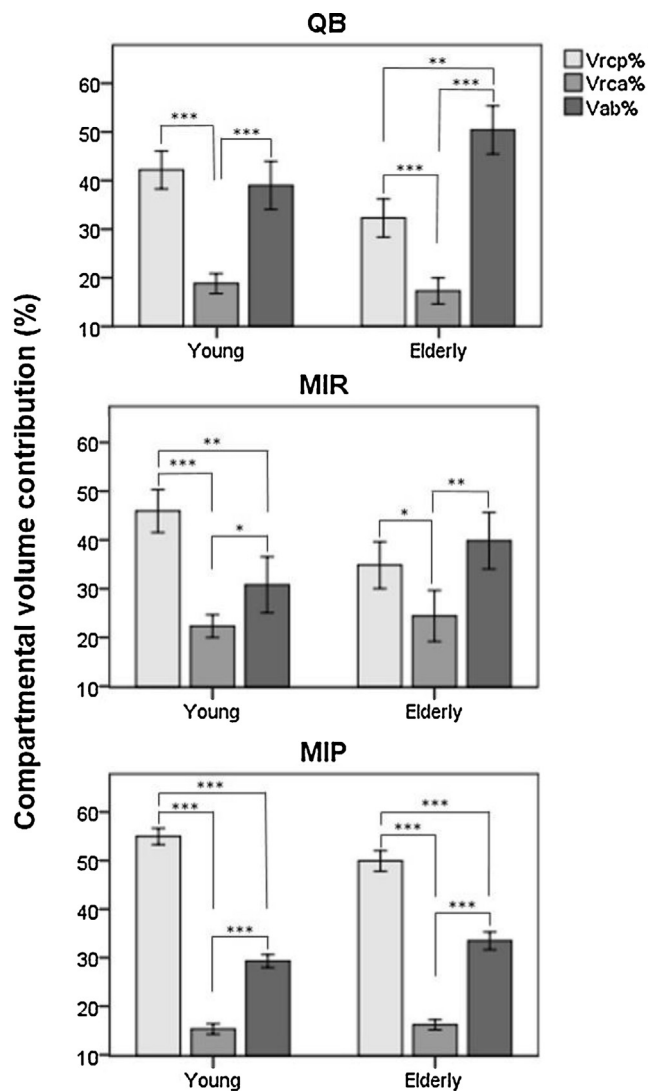 QB
Vrcp%
Vrca%
Vab%
60
50
40
30
20
10
**
***
***
***
***
Young
Elderly
Compartmental volume contribution (%)
MIR
60
50
40
30
20
10
**
***
*
**
*
Young
Elderly
MIP
60
50
40
30
20
10
***
***
***
***
***
***
Young
Elderly